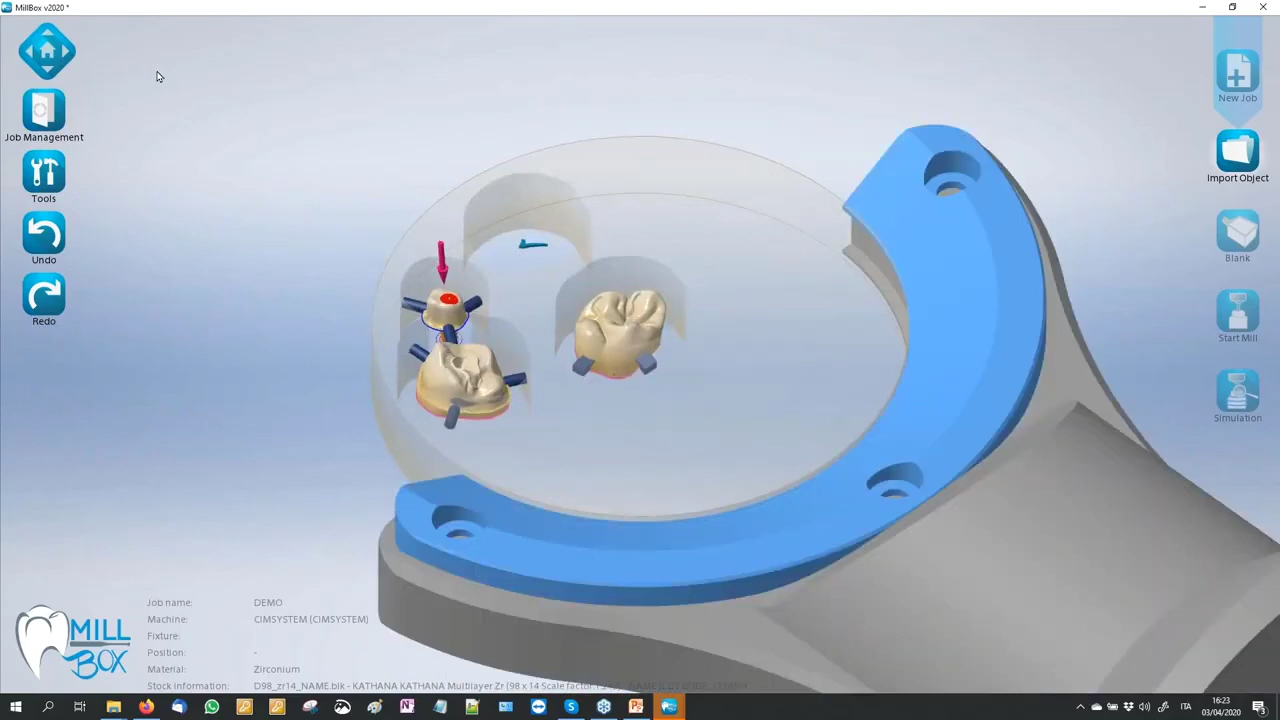 MillBox v2020 *
Job Management
Tools
Undo
Redo
New Job
Import Object
Blank
Start Mill
Simulation
MILL
BOX
Job name: DEMO
Machine: CIMSYSTEM (CIMSYSTEM)
Fixture:
Position: -
Material: Zirconium
Stock information: D98_zr14_NAME.blk - KATHANA KATHANA Multilayer Zr (98 x 14 Scale factor
ITA
16:23
03/04/2020